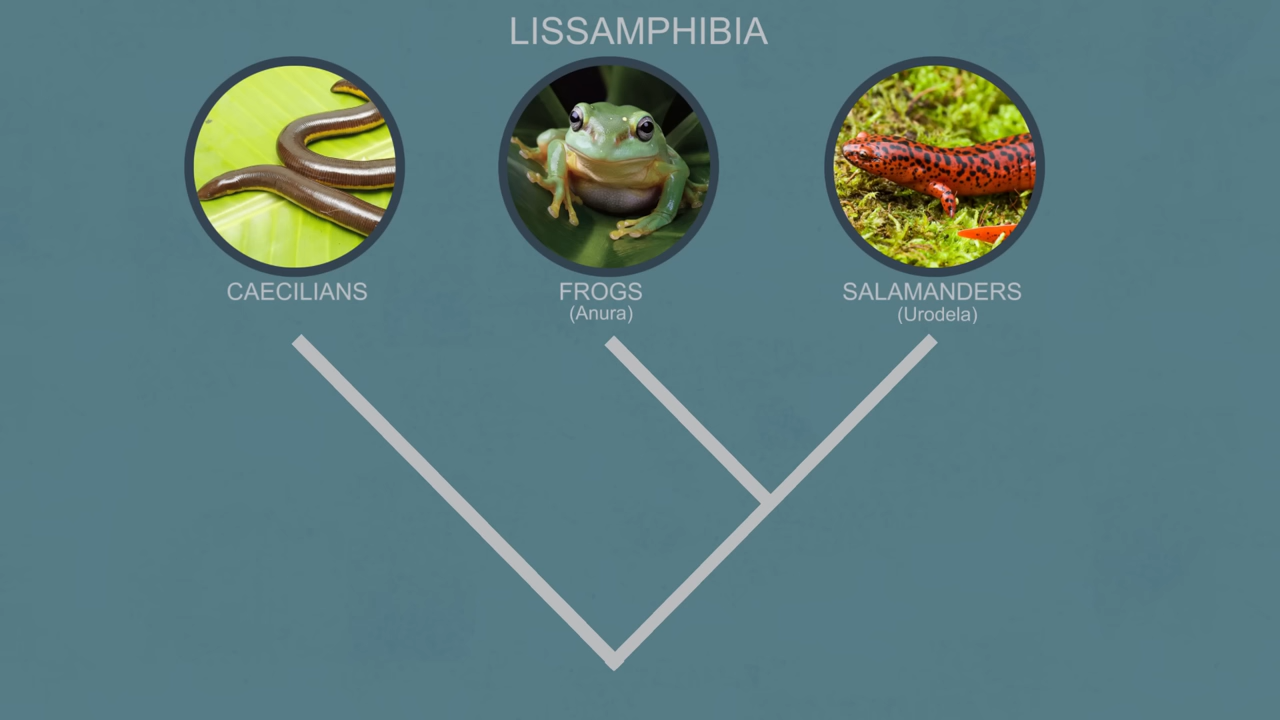 LISSAMPHIBIA
CAECILIANS
FROGS
(Anura)
SALAMANDERS
(Urodela)